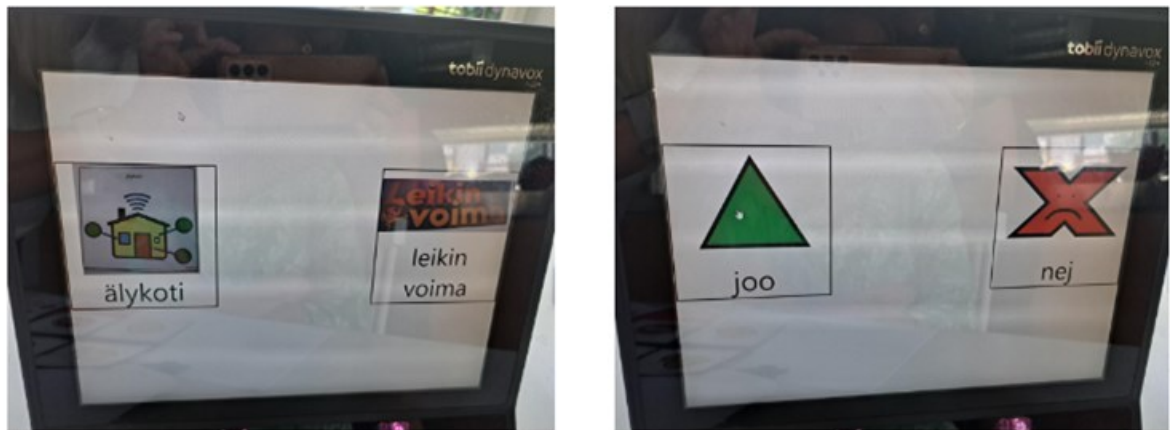 tobii dynavox
Leikin
voima
älykoti
leikin
voima
tobii dynavox
joo
nej